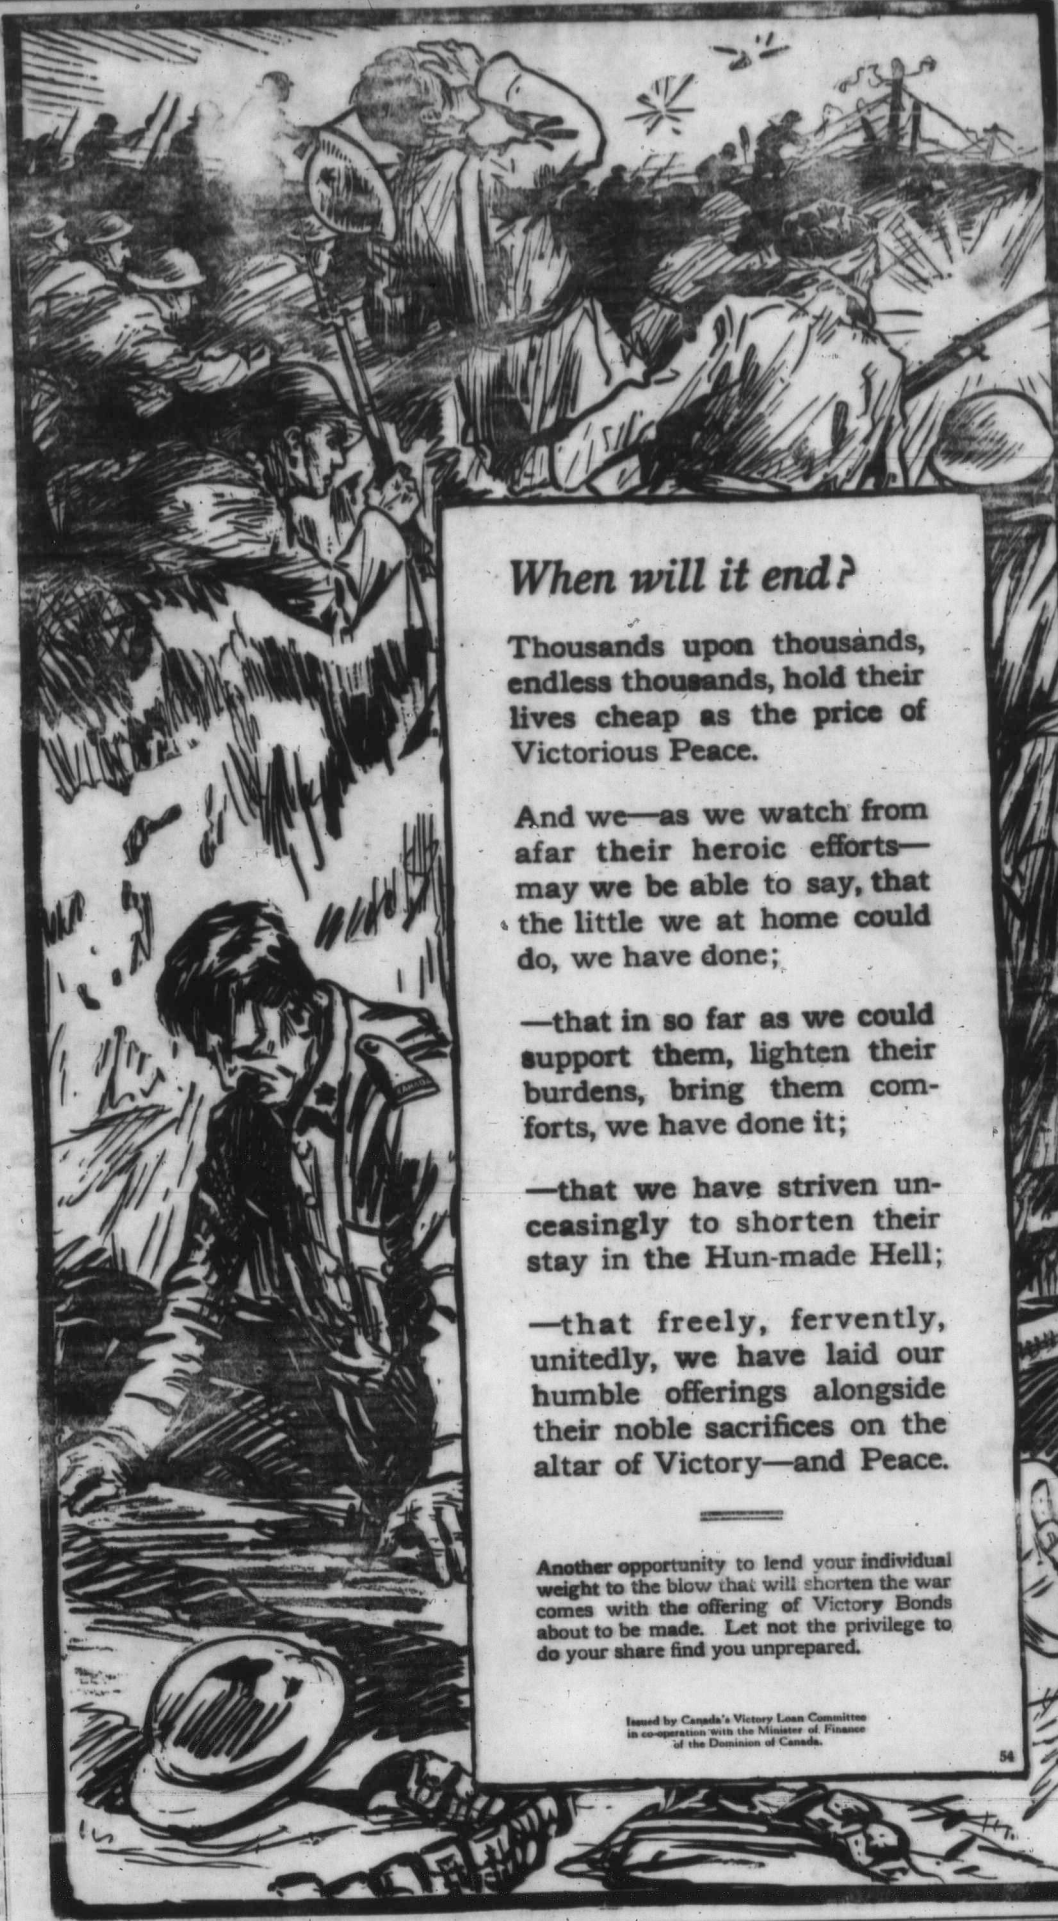 CANADA
When will it end?
Thousands upon thousands,
endless thousands, hold their
lives cheap as the price of
Victorious Peace.
And we—as we watch from
afar their heroic efforts—
may we be able to say, that
the little we at home could
do, we have done;
—that in so far as we could
support them, lighten their
burdens, bring them com-
forts, we have done it;
—that we have striven un-
ceasingly to shorten their
stay in the Hun-made Hell;
—that freely, fervently,
unitedly, we have laid our
humble offerings alongside
their noble sacrifices on the
altar of Victory—and Peace.
Another opportunity to lend your individual
weight to the blow that will shorten the war
comes with the offering of Victory Bonds
about to be made. Let not the privilege to
do your share find you unprepared.
Issued by Canada's Victory Loan Committee
in co-operation with the Minister of Finance
of the Dominion of Canada.
54